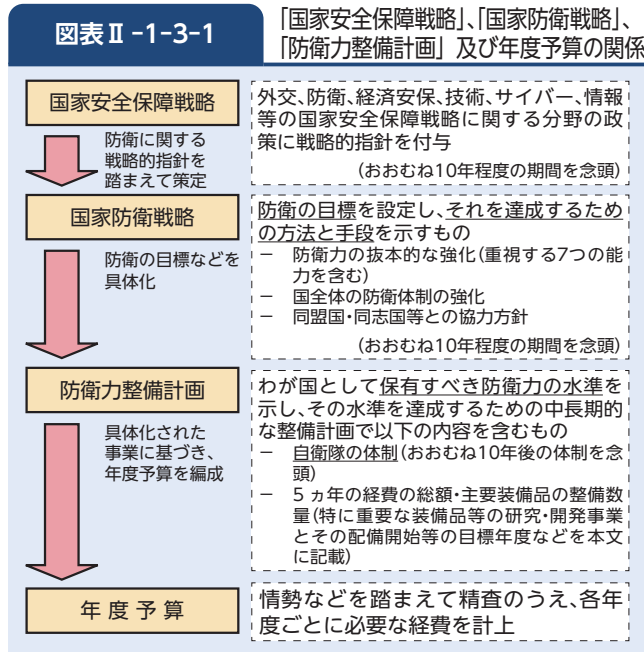 図表Ⅱ-1-3-1
「国家安全保障戦略」、「国家防衛戦略」、
「防衛力整備計画」及び年度予算の関係
国家安全保障戦略
外交、防衛、経済安保、技術、サイバー、情報
等の国家安全保障戦略に関する分野の政
策に戦略的指針を付与
(おおむね10年程度の期間を念頭)
防衛に関する
戦略的指針を
踏まえて策定
国家防衛戦略
防衛の目標を設定し、それを達成するため
の方法と手段を示すもの
− 防衛力の抜本的な強化(重視する7つの能
力を含む)
− 国全体の防衛体制の強化
− 同盟国・同志国等との協力方針
(おおむね10年程度の期間を念頭)
防衛の目標などを
具体化
防衛力整備計画
わが国として保有すべき防衛力の水準を
示し、その水準を達成するための中長期的
な整備計画で以下の内容を含むもの
− 自衛隊の体制(おおむね10年後の体制を念
頭)
− 5ヵ年の経費の総額・主要装備品の整備数
量(特に重要な装備品等の研究・開発事業
とその配備開始等の目標年度などを本文
に記載)
具体化された
事業に基づき、
年度予算を編成
年度予算
情勢などを踏まえて精査のうえ、各年
度ごとに必要な経費を計上